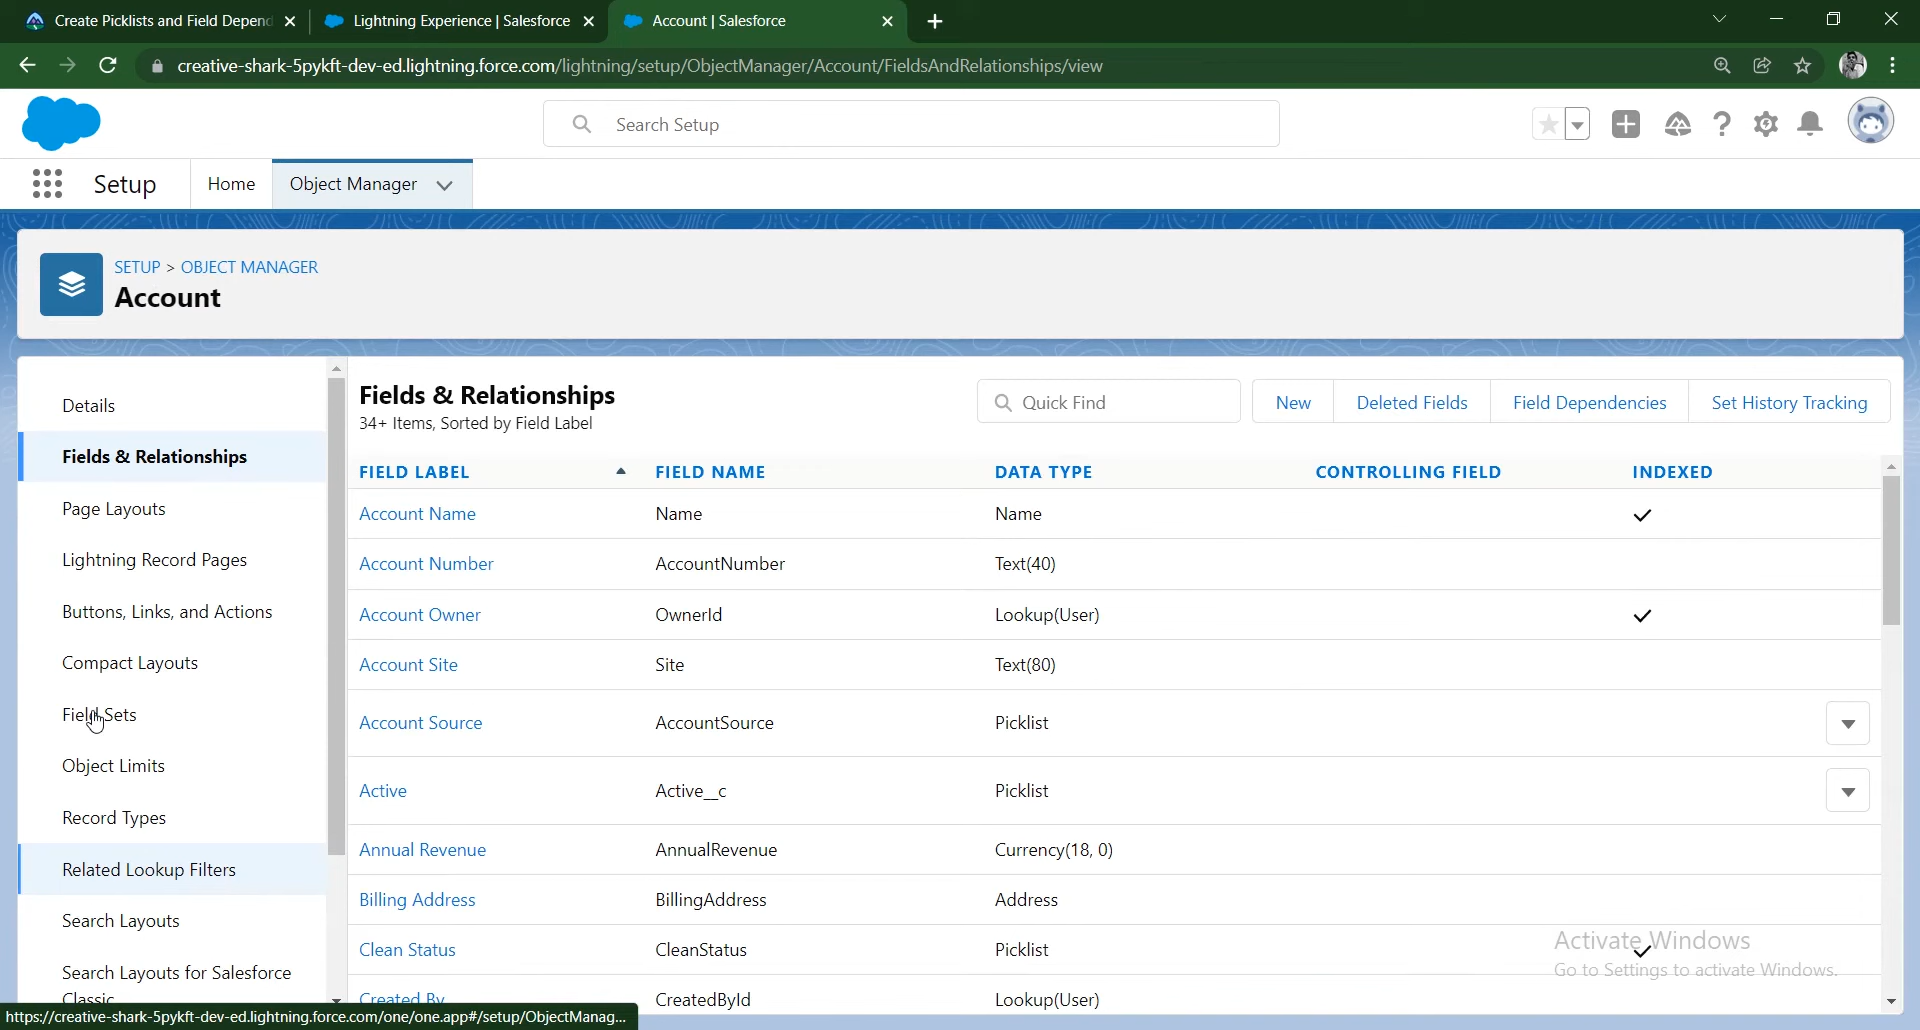 Create Picklists and Field Depend
Lightning Experience | Salesforce
Account | Salesforce
creative-shark-5pykft-dev-ed.lightning.force.com/lightning/setup/ObjectManager/Account/FieldsAndRelationships/view
Search Setup
Setup
Home
Object Manager
SETUP > OBJECT MANAGER
Account
Details
Fields & Relationships
Page Layouts
Lightning Record Pages
Buttons, Links, and Actions
Compact Layouts
Field Sets
Object Limits
Record Types
Related Lookup Filters
Search Layouts
Search Layouts for Salesforce
Classic
Fields & Relationships
34+ Items, Sorted by Field Label
Quick Find
New
Deleted Fields
Field Dependencies
Set History Tracking
FIELD LABEL FIELD NAME DATA TYPE CONTROLLING FIELD INDEXED
Account Name Name Name
Account Number AccountNumber Text(40)
Account Owner OwnerId Lookup(User)
Account Site Site Text(80)
Account Source AccountSource Picklist
Active Active__c Picklist
Annual Revenue AnnualRevenue Currency(18, 0)
Billing Address BillingAddress Address
Clean Status CleanStatus Picklist
Created By CreatedById Lookup(User)
Activate Windows
Go to Settings to activate Windows.
https://creative-shark-5pykft-dev-ed.lightning.force.com/one/one.app#/setup/ObjectManag...